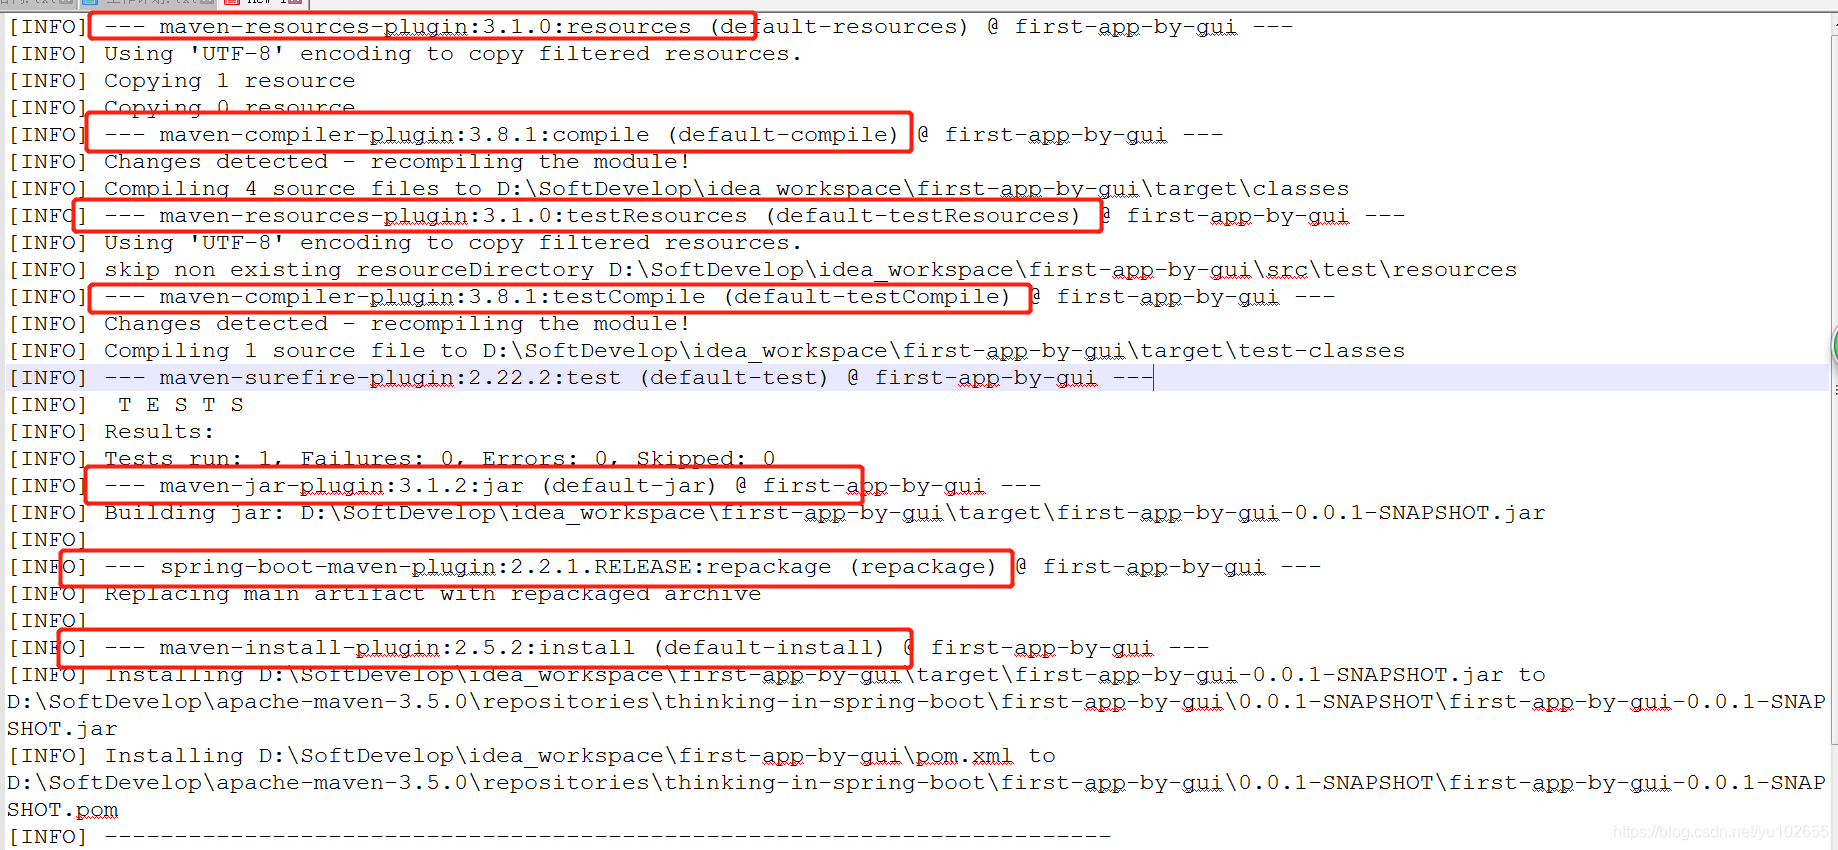 new 1
[INFO] --- maven-resources-plugin:3.1.0:resources (default-resources) @ first-app-by-gui ---
[INFO] Using 'UTF-8' encoding to copy filtered resources.
[INFO] Copying 1 resource
[INFO] Copying 0 resource
[INFO] --- maven-compiler-plugin:3.8.1:compile (default-compile) @ first-app-by-gui ---
[INFO] Changes detected - recompiling the module!
[INFO] Compiling 4 source files to D:\SoftDevelop\idea_workspace\first-app-by-gui\target\classes
[INFO] --- maven-resources-plugin:3.1.0:testResources (default-testResources) @ first-app-by-gui ---
[INFO] Using 'UTF-8' encoding to copy filtered resources.
[INFO] skip non existing resourceDirectory D:\SoftDevelop\idea_workspace\first-app-by-gui\src\test\resources
[INFO] --- maven-compiler-plugin:3.8.1:testCompile (default-testCompile) @ first-app-by-gui ---
[INFO] Changes detected - recompiling the module!
[INFO] Compiling 1 source file to D:\SoftDevelop\idea_workspace\first-app-by-gui\target\test-classes
[INFO] --- maven-surefire-plugin:2.22.2:test (default-test) @ first-app-by-gui ---
[INFO]  T E S T S
[INFO] Results:
[INFO] Tests run: 1, Failures: 0, Errors: 0, Skipped: 0
[INFO] --- maven-jar-plugin:3.1.2:jar (default-jar) @ first-app-by-gui ---
[INFO] Building jar: D:\SoftDevelop\idea_workspace\first-app-by-gui\target\first-app-by-gui-0.0.1-SNAPSHOT.jar
[INFO]
[INFO] --- spring-boot-maven-plugin:2.2.1.RELEASE:repackage (repackage) @ first-app-by-gui ---
[INFO] Replacing main artifact with repackaged archive
[INFO]
[INFO] --- maven-install-plugin:2.5.2:install (default-install) @ first-app-by-gui ---
[INFO] Installing D:\SoftDevelop\idea_workspace\first-app-by-gui\target\first-app-by-gui-0.0.1-SNAPSHOT.jar to
D:\SoftDevelop\apache-maven-3.5.0\repositories\thinking-in-spring-boot\first-app-by-gui\0.0.1-SNAPSHOT\first-app-by-gui-0.0.1-SNAP
SHOT.jar
[INFO] Installing D:\SoftDevelop\idea_workspace\first-app-by-gui\pom.xml to
D:\SoftDevelop\apache-maven-3.5.0\repositories\thinking-in-spring-boot\first-app-by-gui\0.0.1-SNAPSHOT\first-app-by-gui-0.0.1-SNAP
SHOT.pom
[INFO] ------------------------------------------------------------------------
https://blog.csdn.net/yu102655